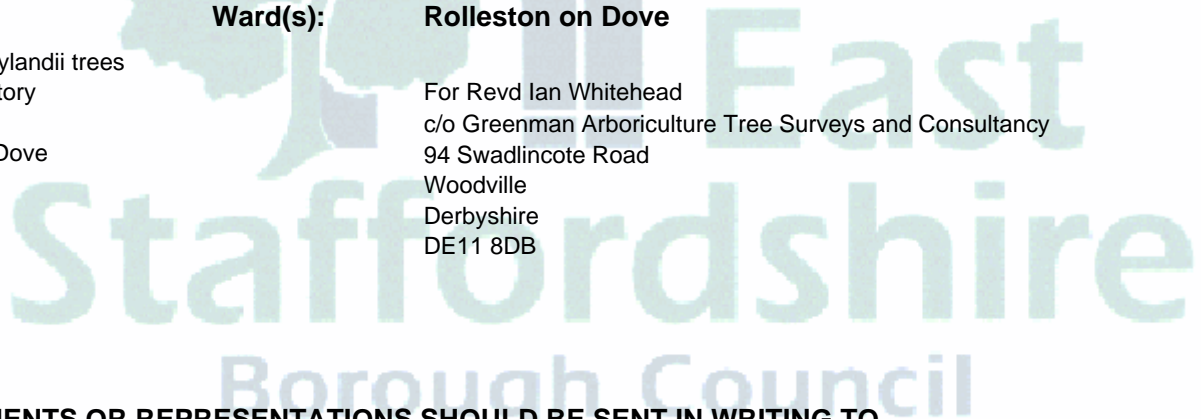 Ward(s): Rolleston on Dove
ylandii trees
tory
For Revd Ian Whitehead
c/o Greenman Arboriculture Tree Surveys and Consultancy
Dove
94 Swadlincote Road
Woodville
Derbyshire
DE11 8DB
East
Staffordshire
Borough Council
MENTS OR REPRESENTATIONS SHOULD BE SENT IN WRITING TO